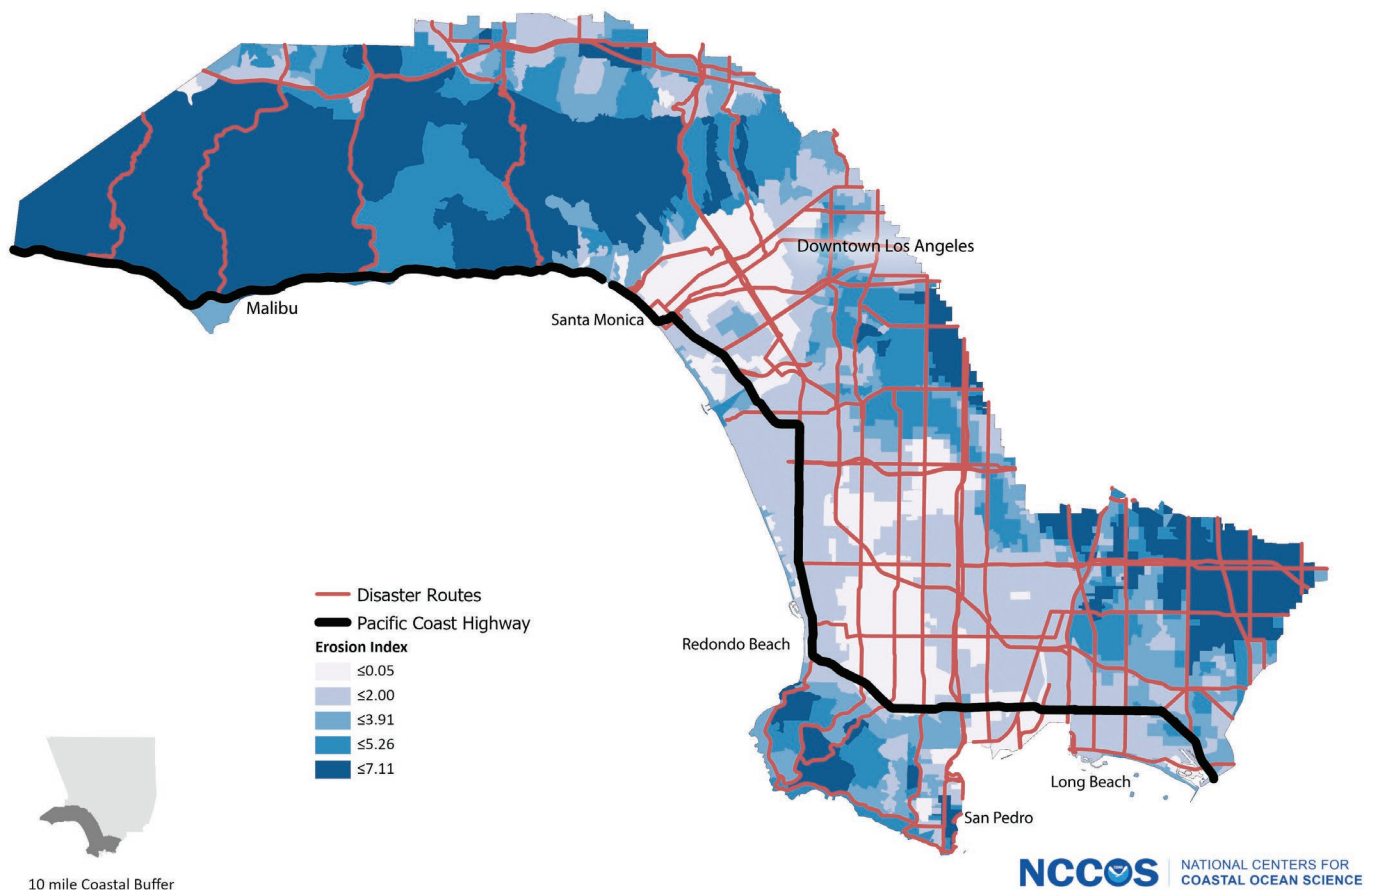 Downtown Los Angeles
Malibu
Santa Monica
Disaster Routes
Pacific Coast Highway
Erosion Index
≤0.05
≤2.00
≤3.91
≤5.26
≤7.11
Redondo Beach
Long Beach
San Pedro
10 mile Coastal Buffer
NCCOS
NATIONAL CENTERS FOR
COASTAL OCEAN SCIENCE